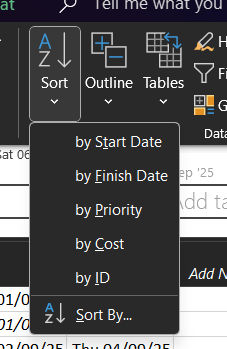 at
Tell me what you
Sort
Outline
Tables
H
Fi
G
Data
Sat 06
ep '25
by Start Date
by Finish Date
by Priority
Add ta
by Cost
by ID
Add N
01/0
Sort By...
01/0
02/09/25
Thu 04/09/25